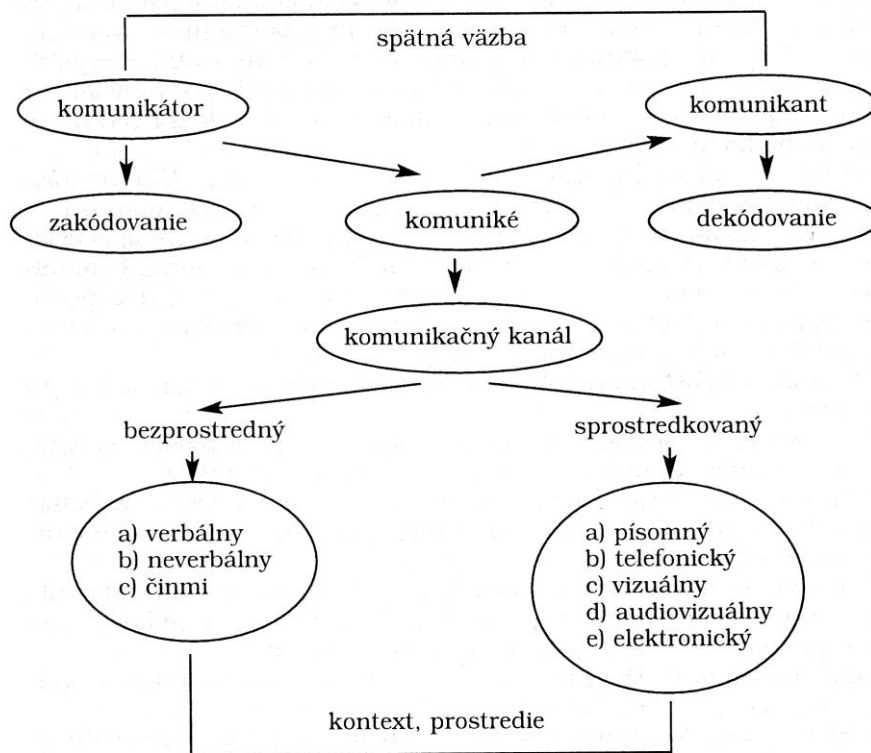 spätná väzba
komunikátor
komunikant
zakódovanie
komuniké
dekódovanie
komunikačný kanál
bezprostredný
sprostredkovaný
a) verbálny
b) neverbálny
c) činmi
a) písomný
b) telefonický
c) vizuálny
d) audiovizuálny
e) elektronický
kontext, prostredie